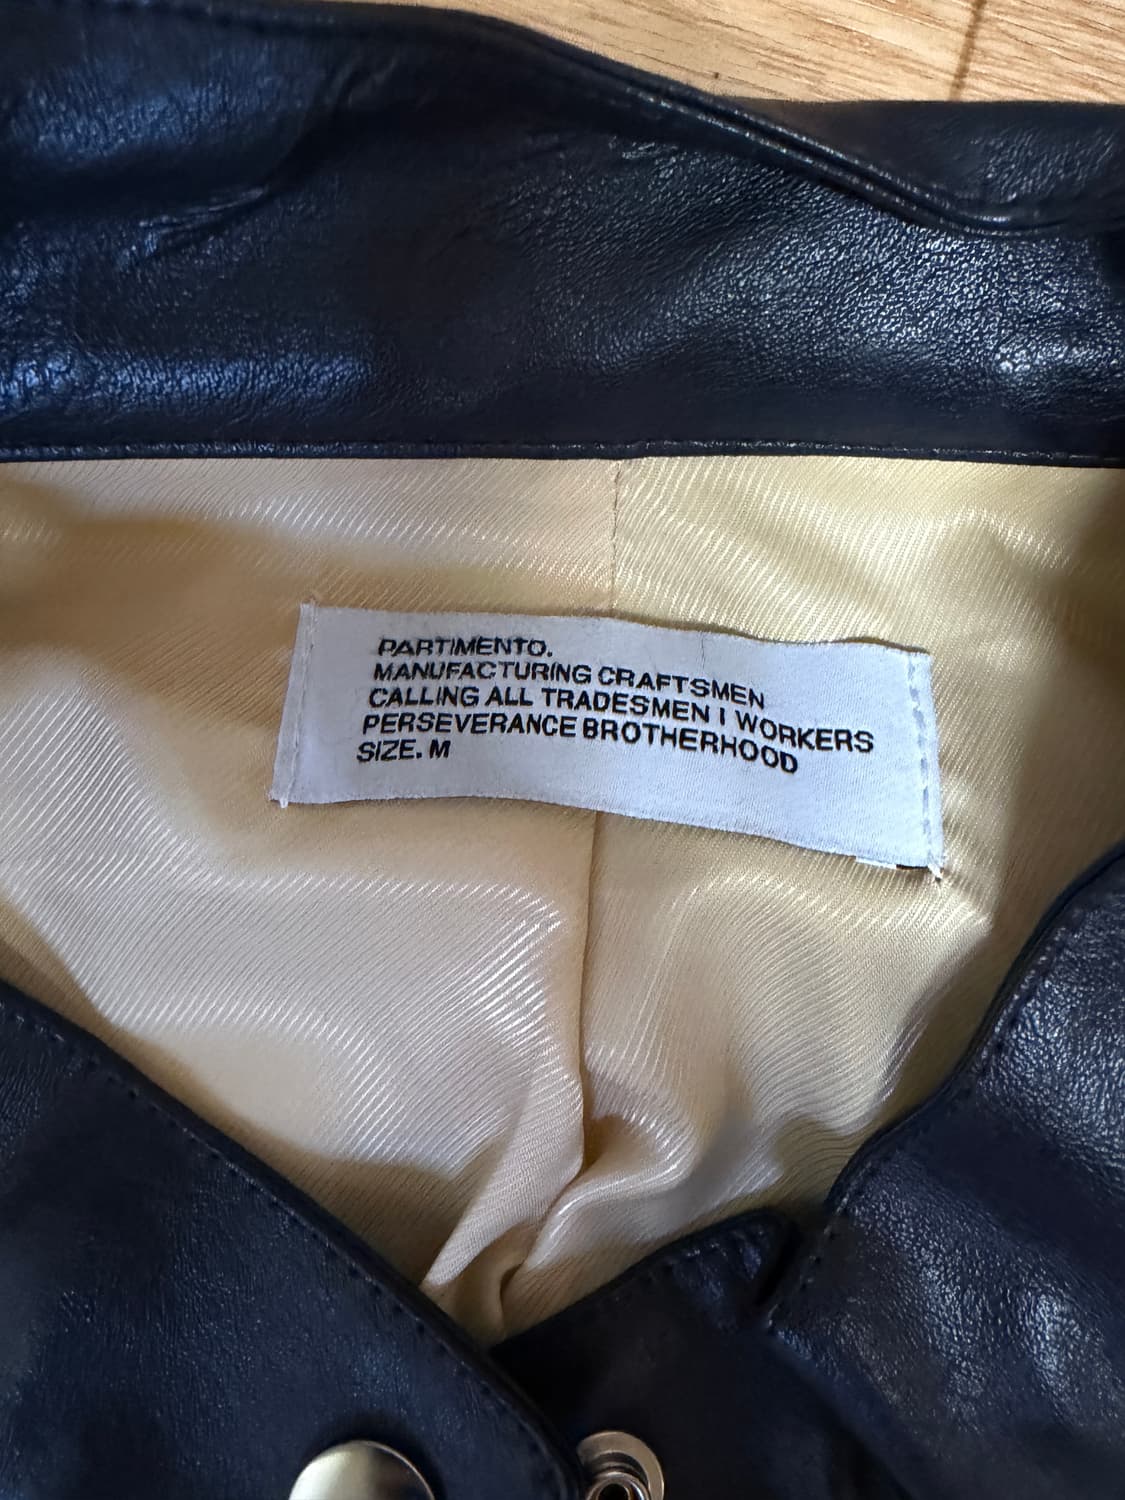 PARTIMENTO.
MANUFACTURING CRAFTSMEN
CALLING ALL TRADESMEN I WORKERS
PERSEVERANCE BROTHERHOOD
SIZE. M